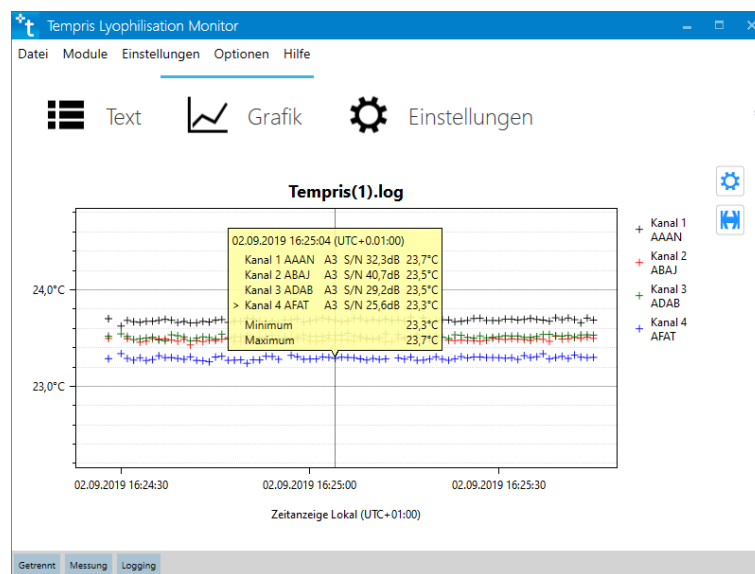 Tempris Lyophilisation Monitor
Datei Module Einstellungen Optionen Hilfe
Text Grafik Einstellungen
Tempris(1).log
02.09.2019 16:25:04 (UTC+0.01:00)
Kanal 1 AAAN A3 S/N 32,3dB 23,7°C
Kanal 2 ABAJ A3 S/N 40,7dB 23,5°C
Kanal 3 ADAB A3 S/N 29,2dB 23,5°C
> Kanal 4 AFAT A3 S/N 25,6dB 23,3°C
Minimum 23,3°C
Maximum 23,7°C
24,0°C
23,0°C
Kanal 1
AAAN
Kanal 2
ABAJ
Kanal 3
ADAB
Kanal 4
AFAT
02.09.2019 16:24:30 02.09.2019 16:25:00 02.09.2019 16:25:30
Zeitanzeige Lokal (UTC+01:00)
Getrennt Messung Logging